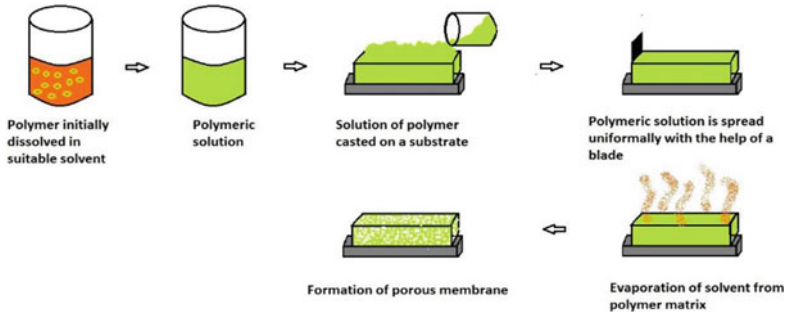 Polymer initially
dissolved in
suitable solvent
Polymeric
solution
Solution of polymer
casted on a substrate
Polymeric solution is spread
uniformally with the help of a
blade
Formation of porous membrane
Evaporation of solvent from
polymer matrix